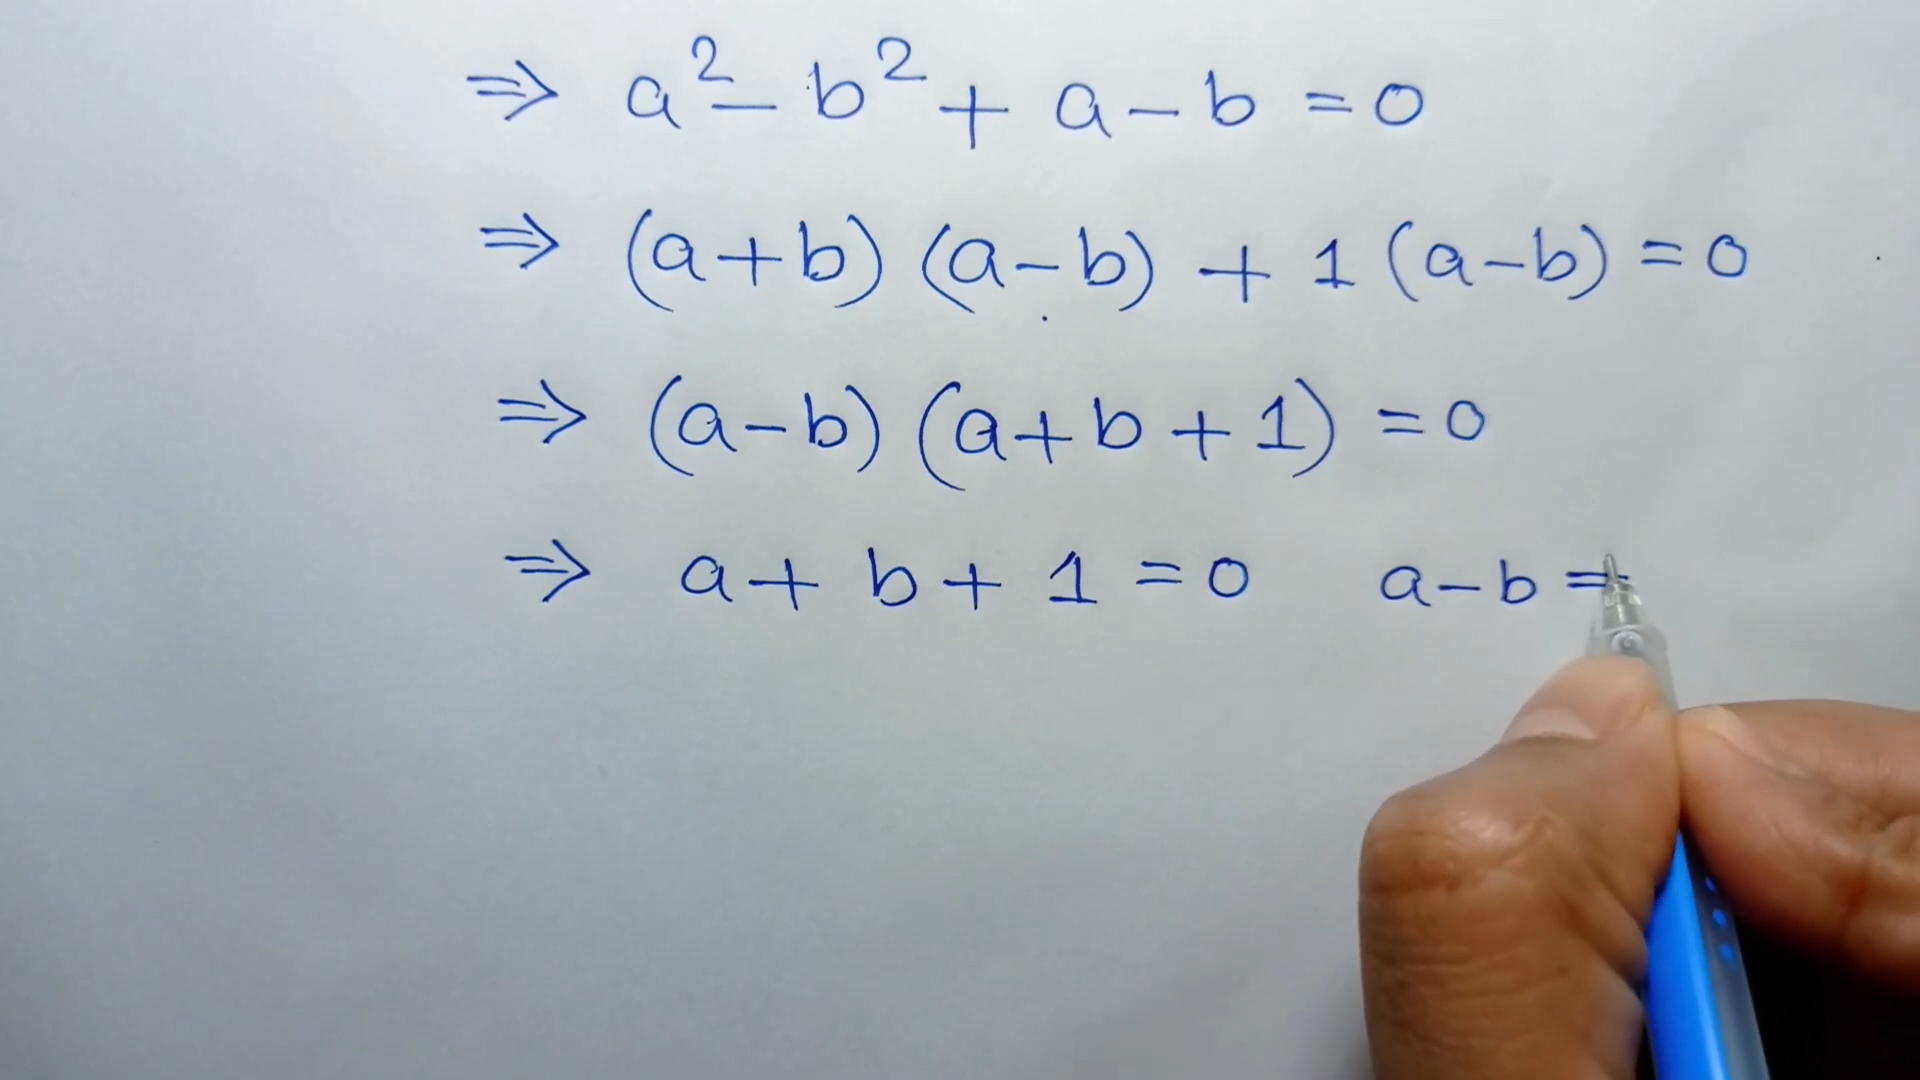 ⇒ a² - b² + a - b = 0
⇒ (a+b) (a-b) + 1 (a-b) = 0
⇒ (a-b) (a+b+1) = 0
⇒ a + b + 1 = 0 a-b =